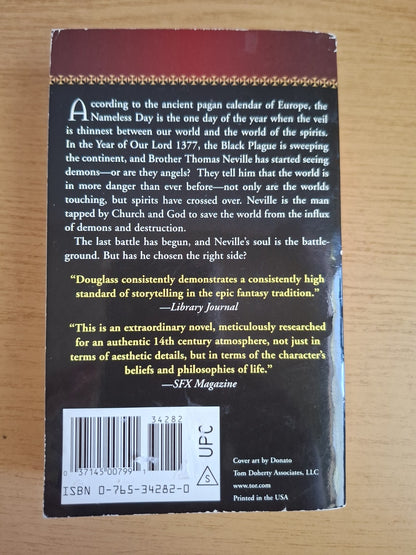 According to the ancient pagan calendar of Europe, the
Nameless Day is the one day of the year when the veil
is thinnest between our world and the world of the spirits.
In the Year of Our Lord 1377, the Black Plague is sweeping
the continent, and Brother Thomas Neville has started seeing
demons—or are they angels? They tell him that the world is
in more danger than ever before—not only are the worlds
touching, but spirits have crossed over. Neville is the man
tapped by Church and God to save the world from the influx
of demons and destruction.
The last battle has begun, and Neville's soul is the battle-
ground. But has he chosen the right side?
“Douglass consistently demonstrates a consistently high
standard of storytelling in the epic fantasy tradition.”
—Library Journal
“This is an extraordinary novel, meticulously researched
for an authentic 14th century atmosphere, not just in
terms of aesthetic details, but in terms of the character's
beliefs and philosophies of life.”
—SFX Magazine
34282
0 37145 00799 1
ISBN 0-765-34282-0
UPC
S
Cover art by Donato
Tom Doherty Associates, LLC
www.tor.com
Printed in the USA